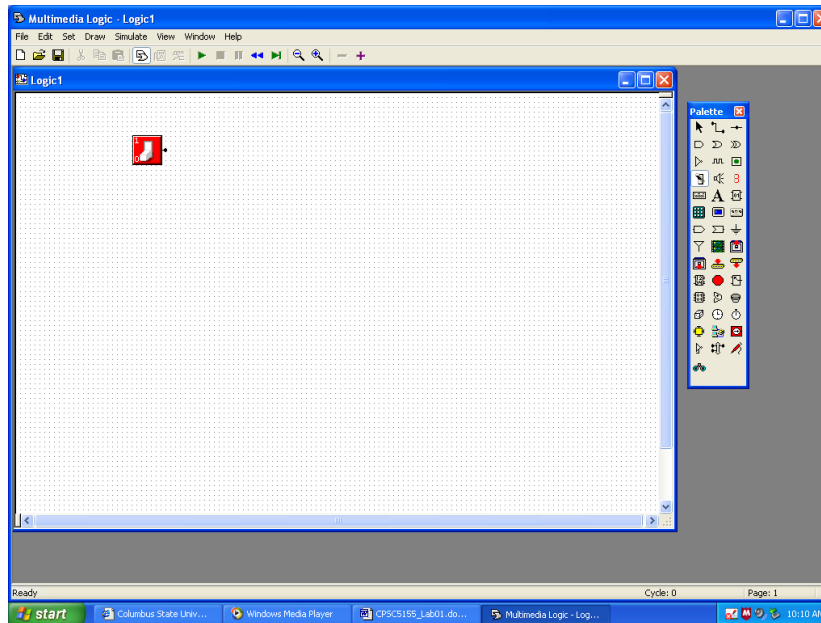 Multimedia Logic - Logic1
File Edit Set Draw Simulate View Window Help
Logic1
1
0
Palette
A
8
Ready
Cycle: 0
Page: 1
start
Columbus State Univ...
Windows Media Player
CPSC5155_Lab01.do...
Multimedia Logic - Log...
10:10 AM